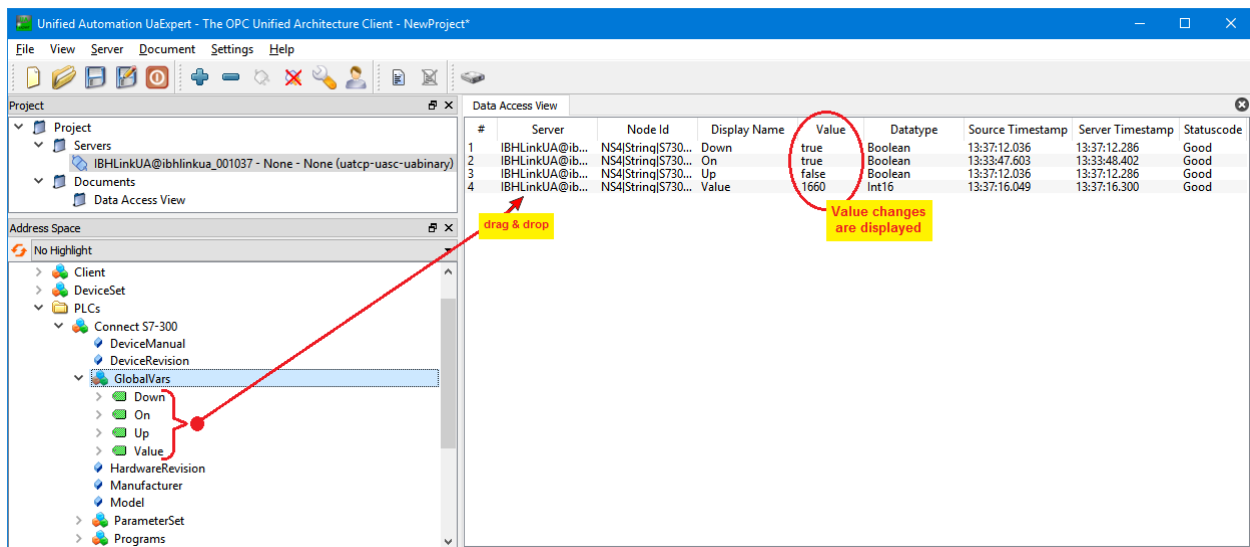 Unified Automation UaExpert - The OPC Unified Architecture Client - NewProject*
File View Server Document Settings Help
Project
Project
Servers
IBHLinkUA@ibhlinkua_001037 - None - None (uatcp-uasc-uabinary)
Documents
Data Access View
Address Space
No Highlight
Client
DeviceSet
PLCs
Connect S7-300
DeviceManual
DeviceRevision
GlobalVars
Down
On
Up
Value
HardwareRevision
Manufacturer
Model
ParameterSet
Programs
Data Access View
# Server Node Id Display Name Value Datatype Source Timestamp Server Timestamp Statuscode
1 IBHLinkUA@ib... NS4|String|S730... Down true Boolean 13:37:12.036 13:37:12.286 Good
2 IBHLinkUA@ib... NS4|String|S730... On true Boolean 13:33:47.603 13:33:48.402 Good
3 IBHLinkUA@ib... NS4|String|S730... Up false Boolean 13:37:12.036 13:37:12.286 Good
4 IBHLinkUA@ib... NS4|String|S730... Value 1660 Int16 13:37:16.049 13:37:16.300 Good
drag & drop
Value changes
are displayed